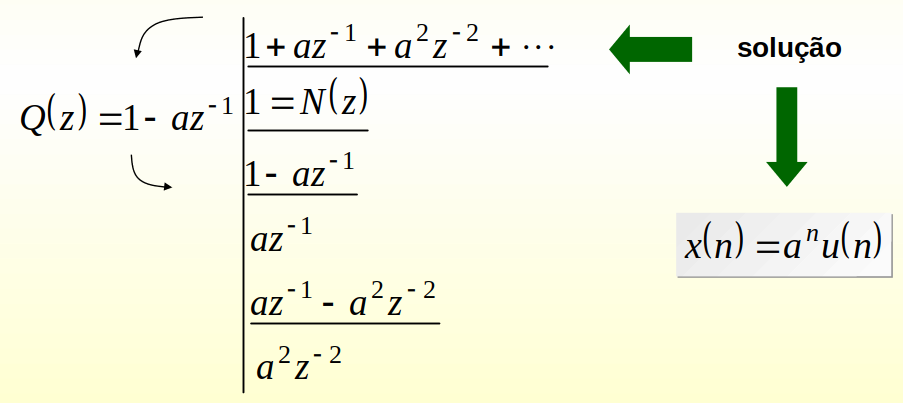 1 + az⁻¹ + a²z⁻² + ⋯
solução
Q(z) = 1 - az⁻¹
1 = N(z)
1 - az⁻¹
az⁻¹
x(n) = aⁿu(n)
az⁻¹ - a²z⁻²
a²z⁻²